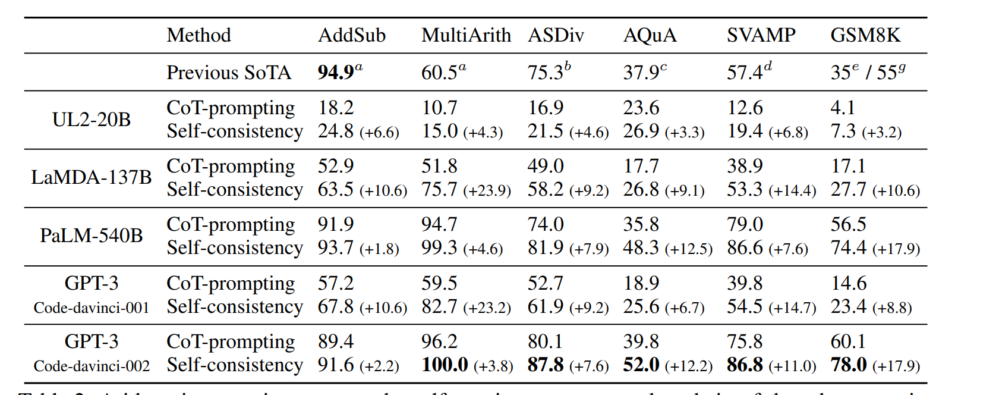 Method AddSub MultiArith ASDiv AQuA SVAMP GSM8K
Previous SoTA 94.9^a 60.5^a 75.3^b 37.9^c 57.4^d 35^e / 55^g
UL2-20B
CoT-prompting 18.2 10.7 16.9 23.6 12.6 4.1
Self-consistency 24.8 (+6.6) 15.0 (+4.3) 21.5 (+4.6) 26.9 (+3.3) 19.4 (+6.8) 7.3 (+3.2)
LaMDA-137B
CoT-prompting 52.9 51.8 49.0 17.7 38.9 17.1
Self-consistency 63.5 (+10.6) 75.7 (+23.9) 58.2 (+9.2) 26.8 (+9.1) 53.3 (+14.4) 27.7 (+10.6)
PaLM-540B
CoT-prompting 91.9 94.7 74.0 35.8 79.0 56.5
Self-consistency 93.7 (+1.8) 99.3 (+4.6) 81.9 (+7.9) 48.3 (+12.5) 86.6 (+7.6) 74.4 (+17.9)
GPT-3 CoT-prompting 57.2 59.5 52.7 18.9 39.8 14.6
Code-davinci-001 Self-consistency 67.8 (+10.6) 82.7 (+23.2) 61.9 (+9.2) 25.6 (+6.7) 54.5 (+14.7) 23.4 (+8.8)
GPT-3 CoT-prompting 89.4 96.2 80.1 39.8 75.8 60.1
Code-davinci-002 Self-consistency 91.6 (+2.2) 100.0 (+3.8) 87.8 (+7.6) 52.0 (+12.2) 86.8 (+11.0) 78.0 (+17.9)